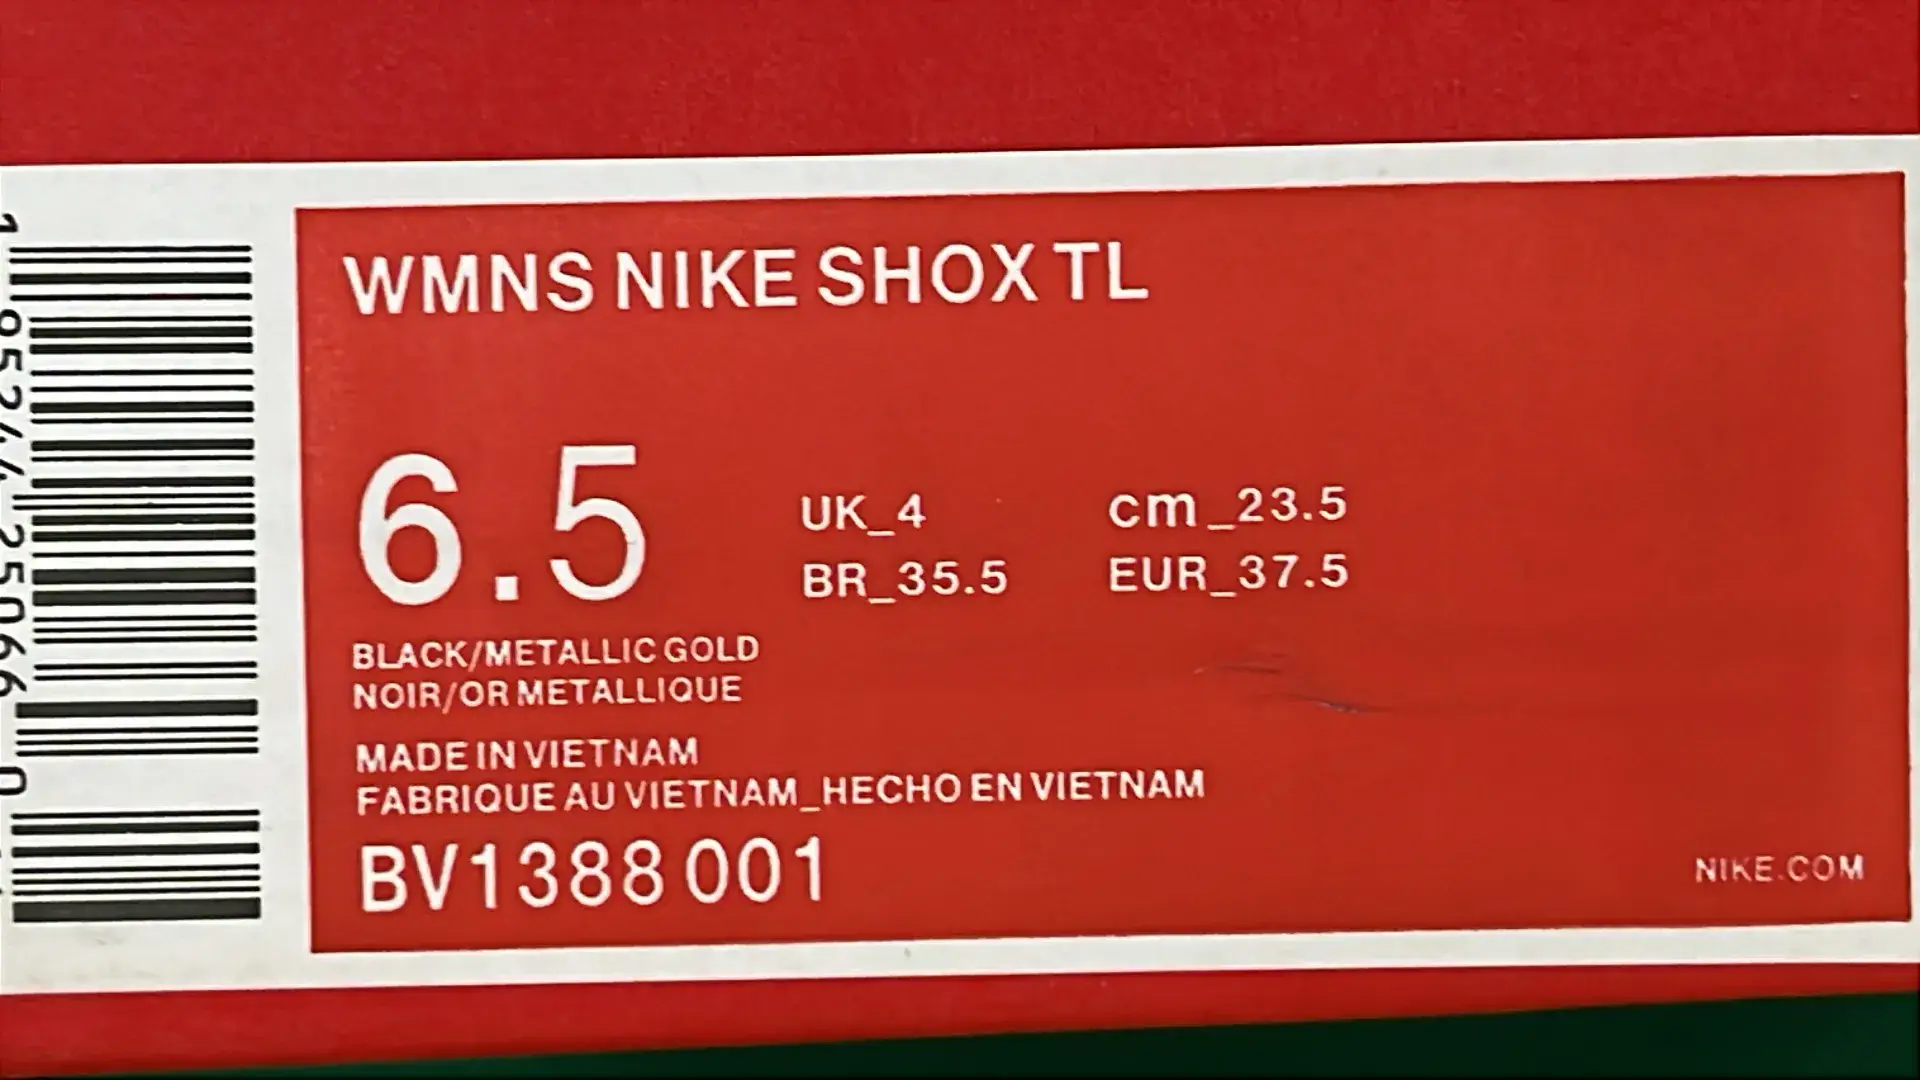 WMNS NIKE SHOX TL
6.5
UK_4 cm_23.5
BR_35.5 EUR_37.5
BLACK/METALLIC GOLD
NOIR/OR METALLIQUE
MADE IN VIETNAM
FABRIQUE AU VIETNAM_HECHO EN VIETNAM
BV1388 001
NIKE.COM